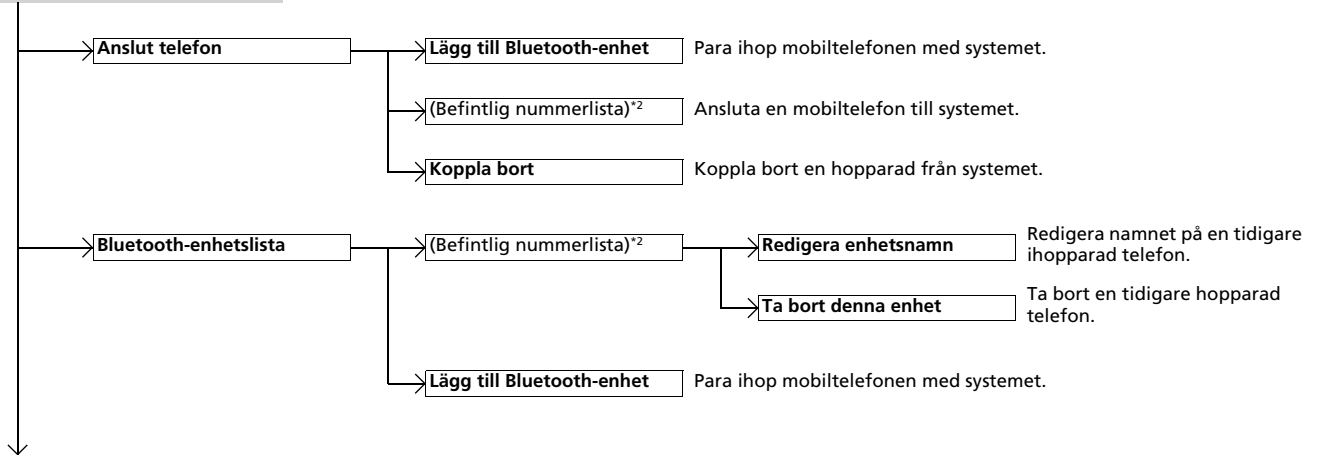 Anslut telefon
Lägg till Bluetooth-enhet
Para ihop mobiltelefonen med systemet.
(Befintlig nummerlista)*2
Ansluta en mobiltelefon till systemet.
Koppla bort
Koppla bort en hopparad från systemet.
Bluetooth-enhetslista
(Befintlig nummerlista)*2
Redigera enhetsnamn
Redigera namnet på en tidigare
ihopparad telefon.
Ta bort denna enhet
Ta bort en tidigare hopparad
telefon.
Lägg till Bluetooth-enhet
Para ihop mobiltelefonen med systemet.